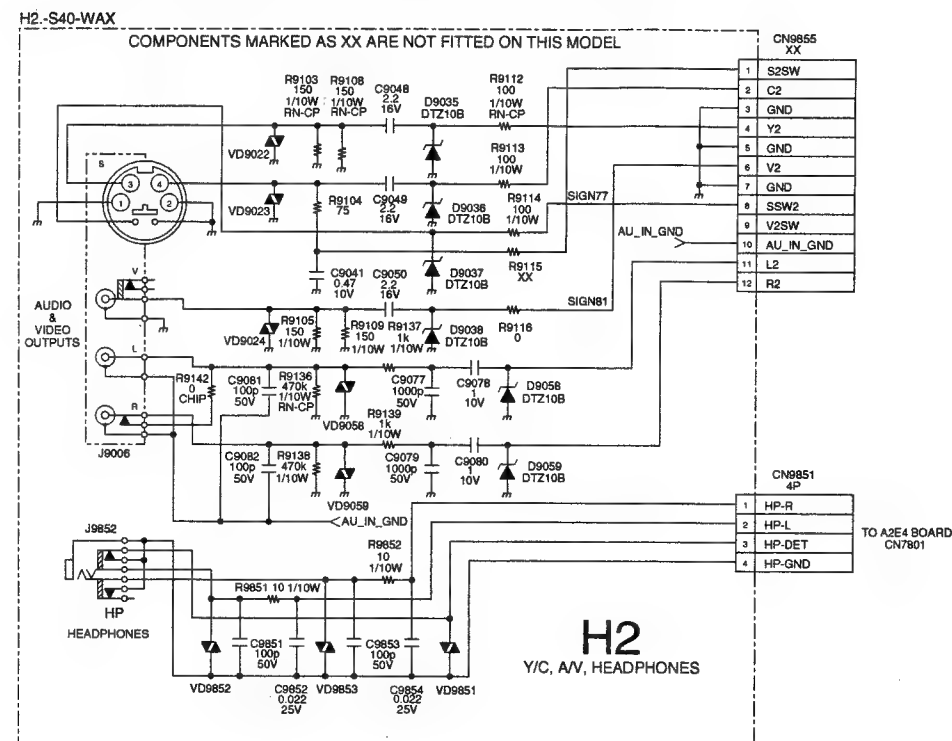 H2.-S40-WAX
COMPONENTS MARKED AS XX ARE NOT FITTED ON THIS MODEL
CN9855
XX
1 S2SW
2 C2
3 GND
4 Y2
5 GND
6 V2
7 GND
8 SSW2
9 V2SW
10 AU_IN_GND
11 L2
12 R2
R9103
150
1/10W
RN-CP
R9108
150
1/10W
RN-CP
C9048
2.2
16V
D9035
DTZ10B
R9112
100
1/10W
RN-CP
VD9022
R9113
100
1/10W
S
3
4
1
2
VD9023
R9104
75
C9049
2.2
16V
D9036
DTZ10B
R9114
100
1/10W
SIGN77
AU_IN_GND
C9041
0.47
10V
C9050
2.2
16V
D9037
DTZ10B
R9115
XX
V
AUDIO
&
VIDEO
OUTPUTS
VD9024
R9105
150
1/10W
R9109
150
1/10W
R9137
1k
1/10W
D9038
DTZ10B
R9116
0
SIGN81
L
R9142
0
CHIP
C9081
100p
50V
R9136
470k
1/10W
RN-CP
VD9058
C9077
1000p
50V
C9078
1
10V
D9058
DTZ10B
R
J9006
R9139
1k
1/10W
C9082
100p
50V
R9138
470k
1/10W
VD9059
C9079
1000p
50V
C9080
1
10V
D9059
DTZ10B
AU_IN_GND
CN9851
4P
1 HP-R
2 HP-L
3 HP-DET
4 HP-GND
TO A2E4 BOARD
CN7801
J9852
HP
HEADPHONES
R9852
10
1/10W
R9851 10 1/10W
C9851
100p
50V
C9853
100p
50V
VD9852
C9852
0.022
25V
VD9853
C9854
0.022
25V
VD9851
H2
Y/C, A/V, HEADPHONES